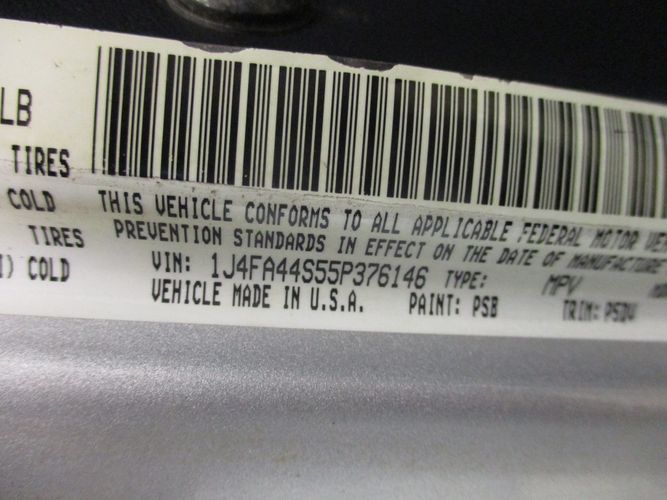 LB
TIRES
COLD
TIRES
I) COLD
THIS VEHICLE CONFORMS TO ALL APPLICABLE FEDERAL MOTOR VE
PREVENTION STANDARDS IN EFFECT ON THE DATE OF MANUFACTURE
VIN: 1J4FA44S55P376146 TYPE: MPV
VEHICLE MADE IN U.S.A. PAINT: PSB TRIM: